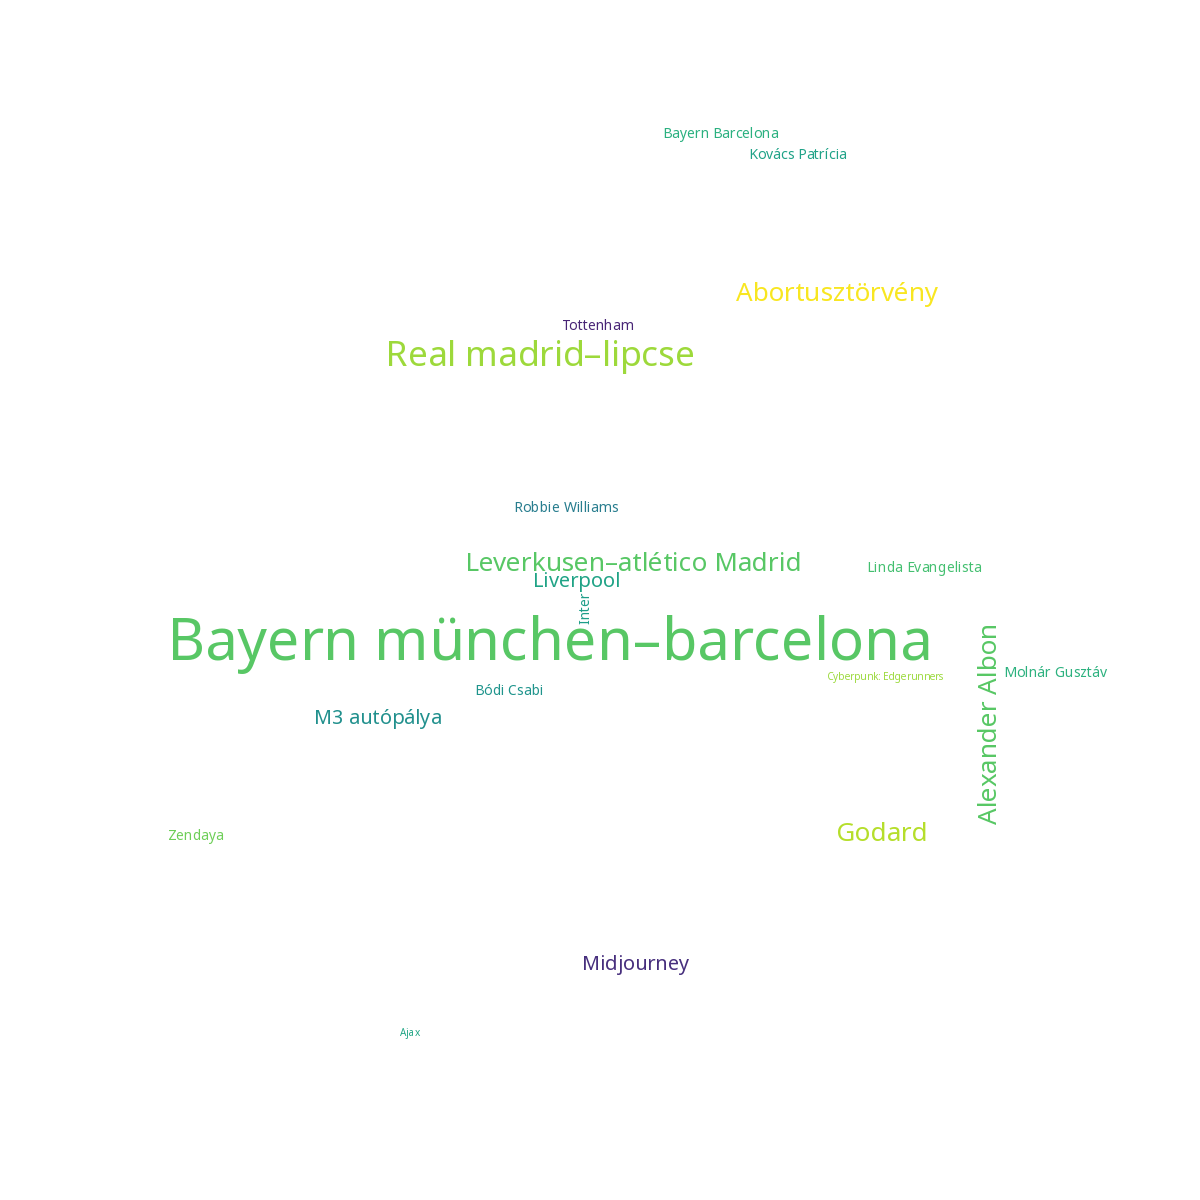 Bayern Barcelona
Kovács Patrícia
Abortusztörvény
Tottenham
Real madrid–lipcse
Robbie Williams
Leverkusen–atlético Madrid
Linda Evangelista
Liverpool
Inter
Bayern münchen–barcelona
Alexander Albon
Molnár Gusztáv
Cyberpunk: Edgerunners
Bódi Csabi
M3 autópálya
Godard
Zendaya
Midjourney
Ajax